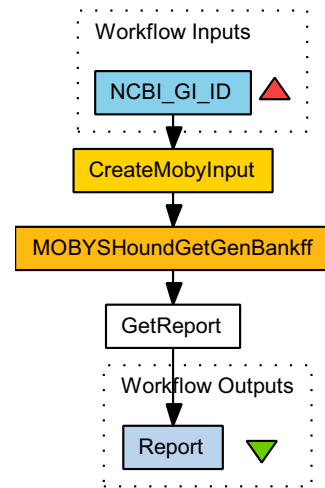 Workflow Inputs
NCBI_GI_ID
CreateMobyInput
MOBYSHoundGetGenBankff
GetReport
Workflow Outputs
Report